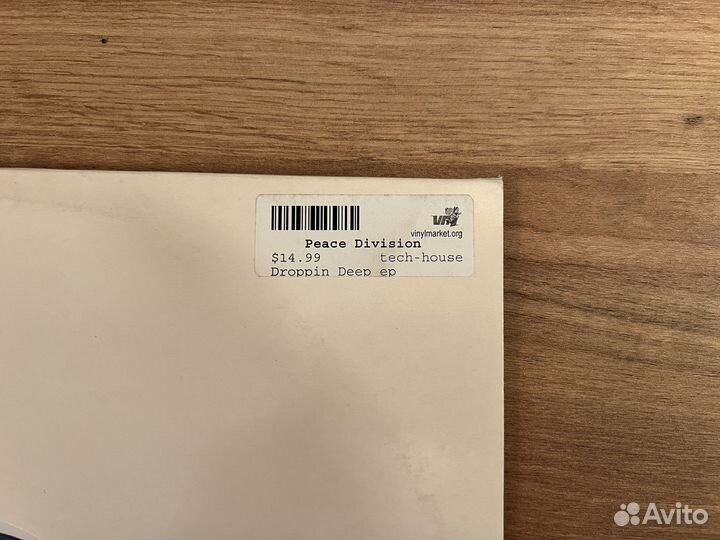 VM
vinylmarket.org
Peace Division
$14.99 tech-house
Droppin Deep ep
Avito